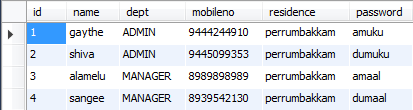 id name dept mobileno residence password
1 gaythe ADMIN 9444244910 perrumbakkam amuku
2 shiva ADMIN 9445099353 perrumbakkam dumuku
3 alamelu MANAGER 8989898989 perrumbakkam amaal
4 sangee MANAGER 8939542130 perrumbakkam dumaal